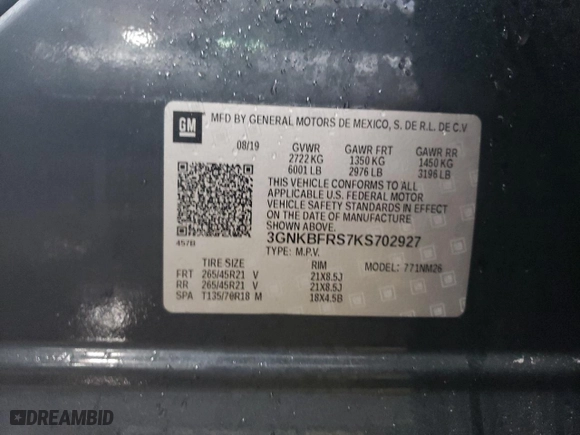 GM
MFD BY GENERAL MOTORS DE MEXICO, S. DE R.L. DE C.V
08/19 GVWR GAWR FRT GAWR RR
2722 KG 1350 KG 1450 KG
6001 LB 2976 LB 3196 LB
THIS VEHICLE CONFORMS TO ALL
APPLICABLE U.S. FEDERAL MOTOR
VEHICLE SAFETY STANDARDS IN
EFFECT ON THE DATE OF MANUFACTURE
SHOWN ABOVE.
457B
3GNKBFRS7KS702927
TYPE: M.P.V.
TIRE SIZE RIM MODEL: 771NM26
FRT 265/45R21 V 21X8.5J
RR 265/45R21 V 21X8.5J
SPA T135/70R18 M 18X4.5B
DREAMBID